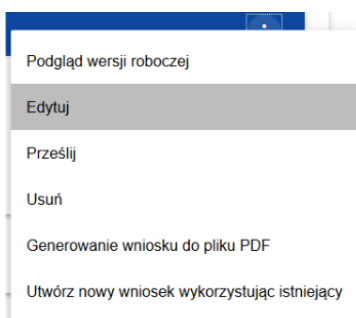 Podgląd wersji roboczej
Edytuj
Prześlij
Usuń
Generowanie wniosku do pliku PDF
Utwórz nowy wniosek wykorzystując istniejący